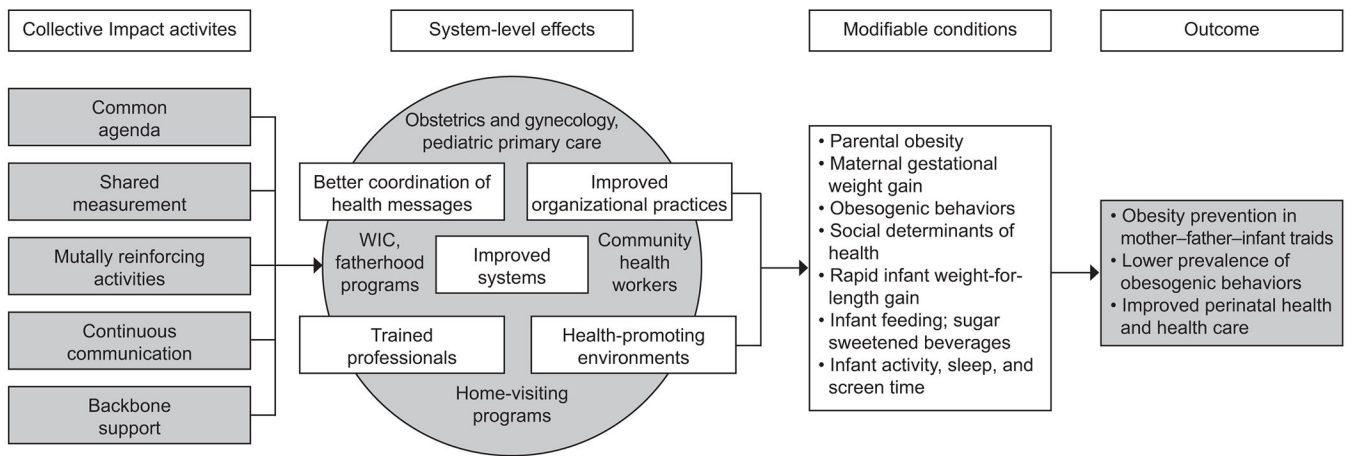 Collective Impact activites
System-level effects
Modifiable conditions
Outcome
Common
agenda
Shared
measurement
Mutally reinforcing
activities
Continuous
communication
Backbone
support
Obstetrics and gynecology,
pediatric primary care
Better coordination of
health messages
Improved
organizational practices
WIC,
fatherhood
programs
Improved
systems
Community
health
workers
Trained
professionals
Health-promoting
environments
Home-visiting
programs
• Parental obesity
• Maternal gestational
weight gain
• Obesogenic behaviors
• Social determinants of
health
• Rapid infant weight-for-
length gain
• Infant feeding; sugar
sweetened beverages
• Infant activity, sleep, and
screen time
• Obesity prevention in
mother–father–infant traids
• Lower prevalence of
obesogenic behaviors
• Improved perinatal health
and health care